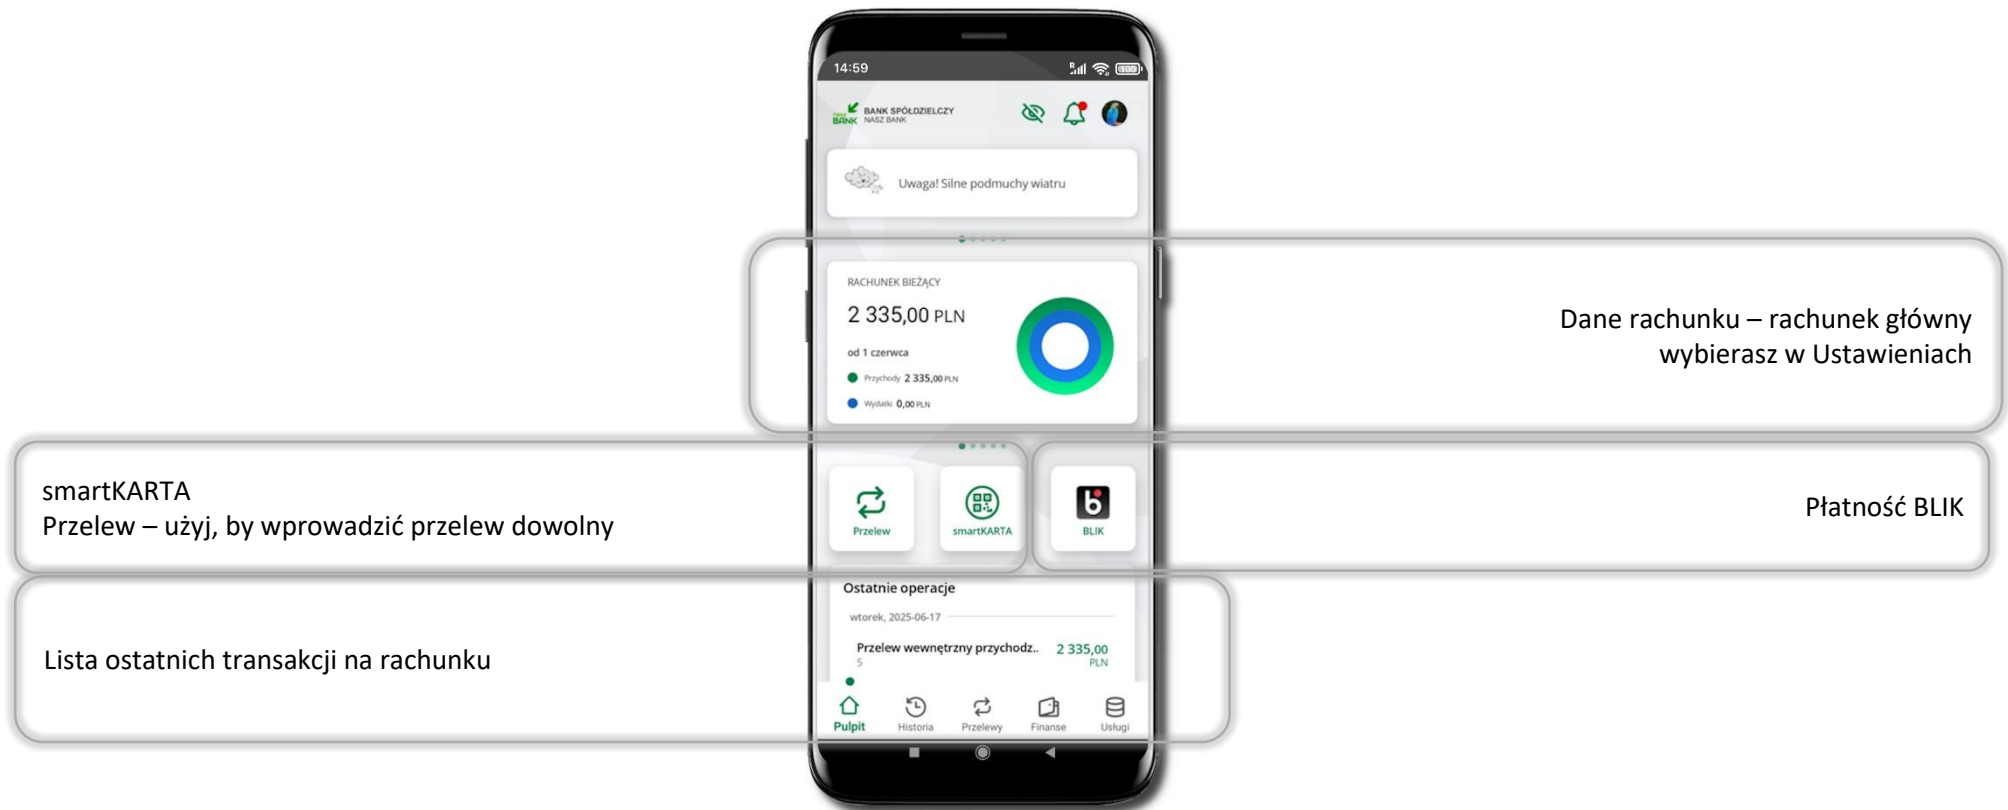 14:59
nasz
BANK
BANK SPÓŁDZIELCZY
NASZ BANK
Uwaga! Silne podmuchy wiatru
RACHUNEK BIEŻĄCY
2 335,00 PLN
od 1 czerwca
Przychody 2 335,00 PLN
Wydatki 0,00 PLN
Dane rachunku – rachunek główny
wybierasz w Ustawieniach
smartKARTA
Przelew – użyj, by wprowadzić przelew dowolny
Przelew
smartKARTA
BLIK
Płatność BLIK
Ostatnie operacje
wtorek, 2025-06-17
Przelew wewnętrzny przychodz.. 2 335,00
5 PLN
Lista ostatnich transakcji na rachunku
Pulpit Historia Przelewy Finanse Usługi